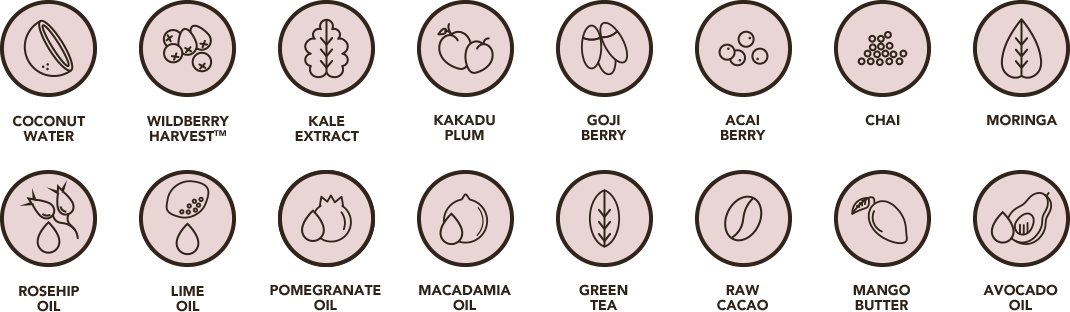 COCONUT
WATER
WILDBERRY
HARVEST™
KALE
EXTRACT
KAKADU
PLUM
GOJI
BERRY
ACAI
BERRY
CHAI
MORINGA
ROSEHIP
OIL
LIME
OIL
POMEGRANATE
OIL
MACADAMIA
OIL
GREEN
TEA
RAW
CACAO
MANGO
BUTTER
AVOCADO
OIL